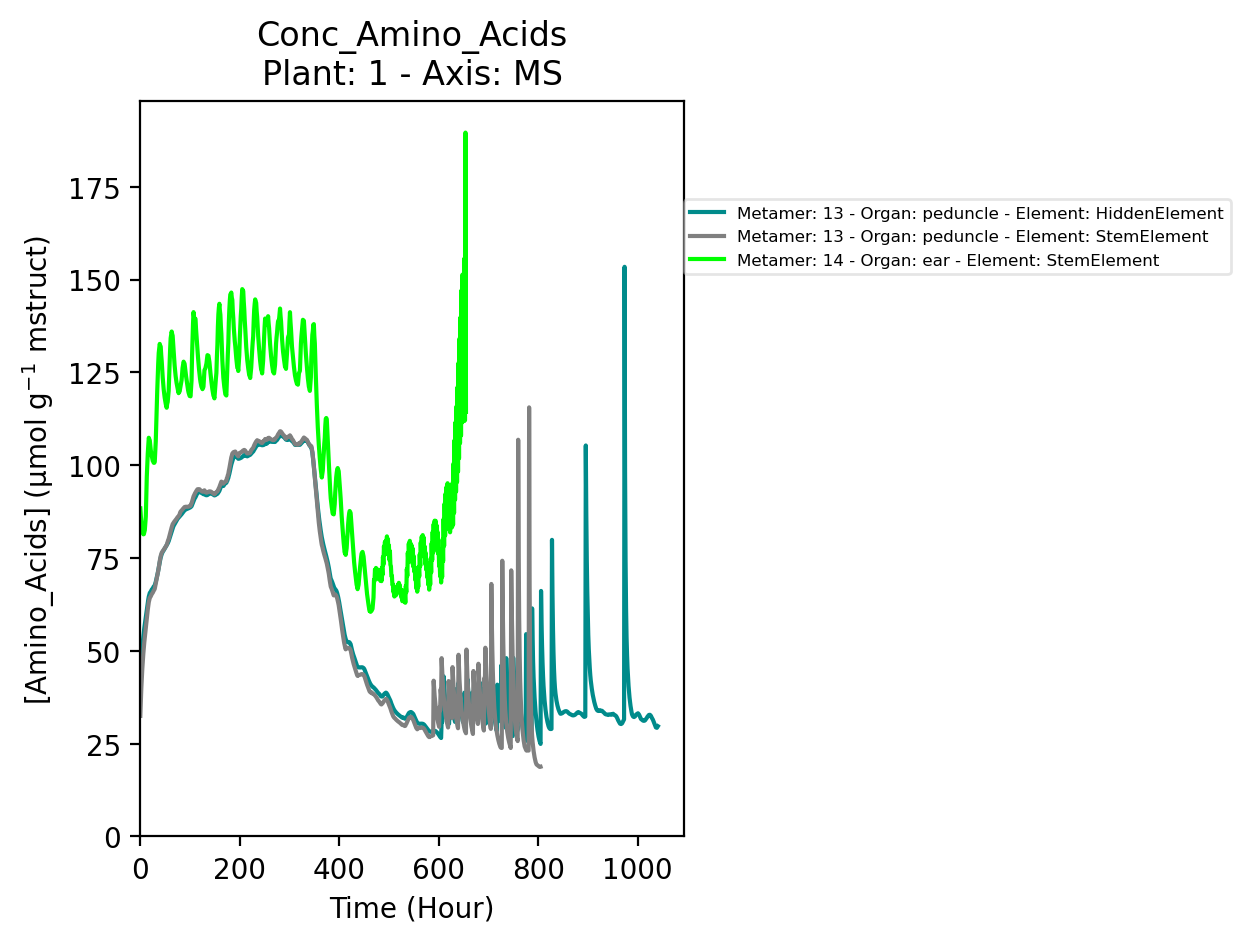 Conc_Amino_Acids
Plant: 1 - Axis: MS
[Amino_Acids] (µmol g⁻¹ mstruct)
175
150
125
100
75
50
25
0
0 200 400 600 800 1000
Time (Hour)
Metamer: 13 - Organ: peduncle - Element: HiddenElement
Metamer: 13 - Organ: peduncle - Element: StemElement
Metamer: 14 - Organ: ear - Element: StemElement